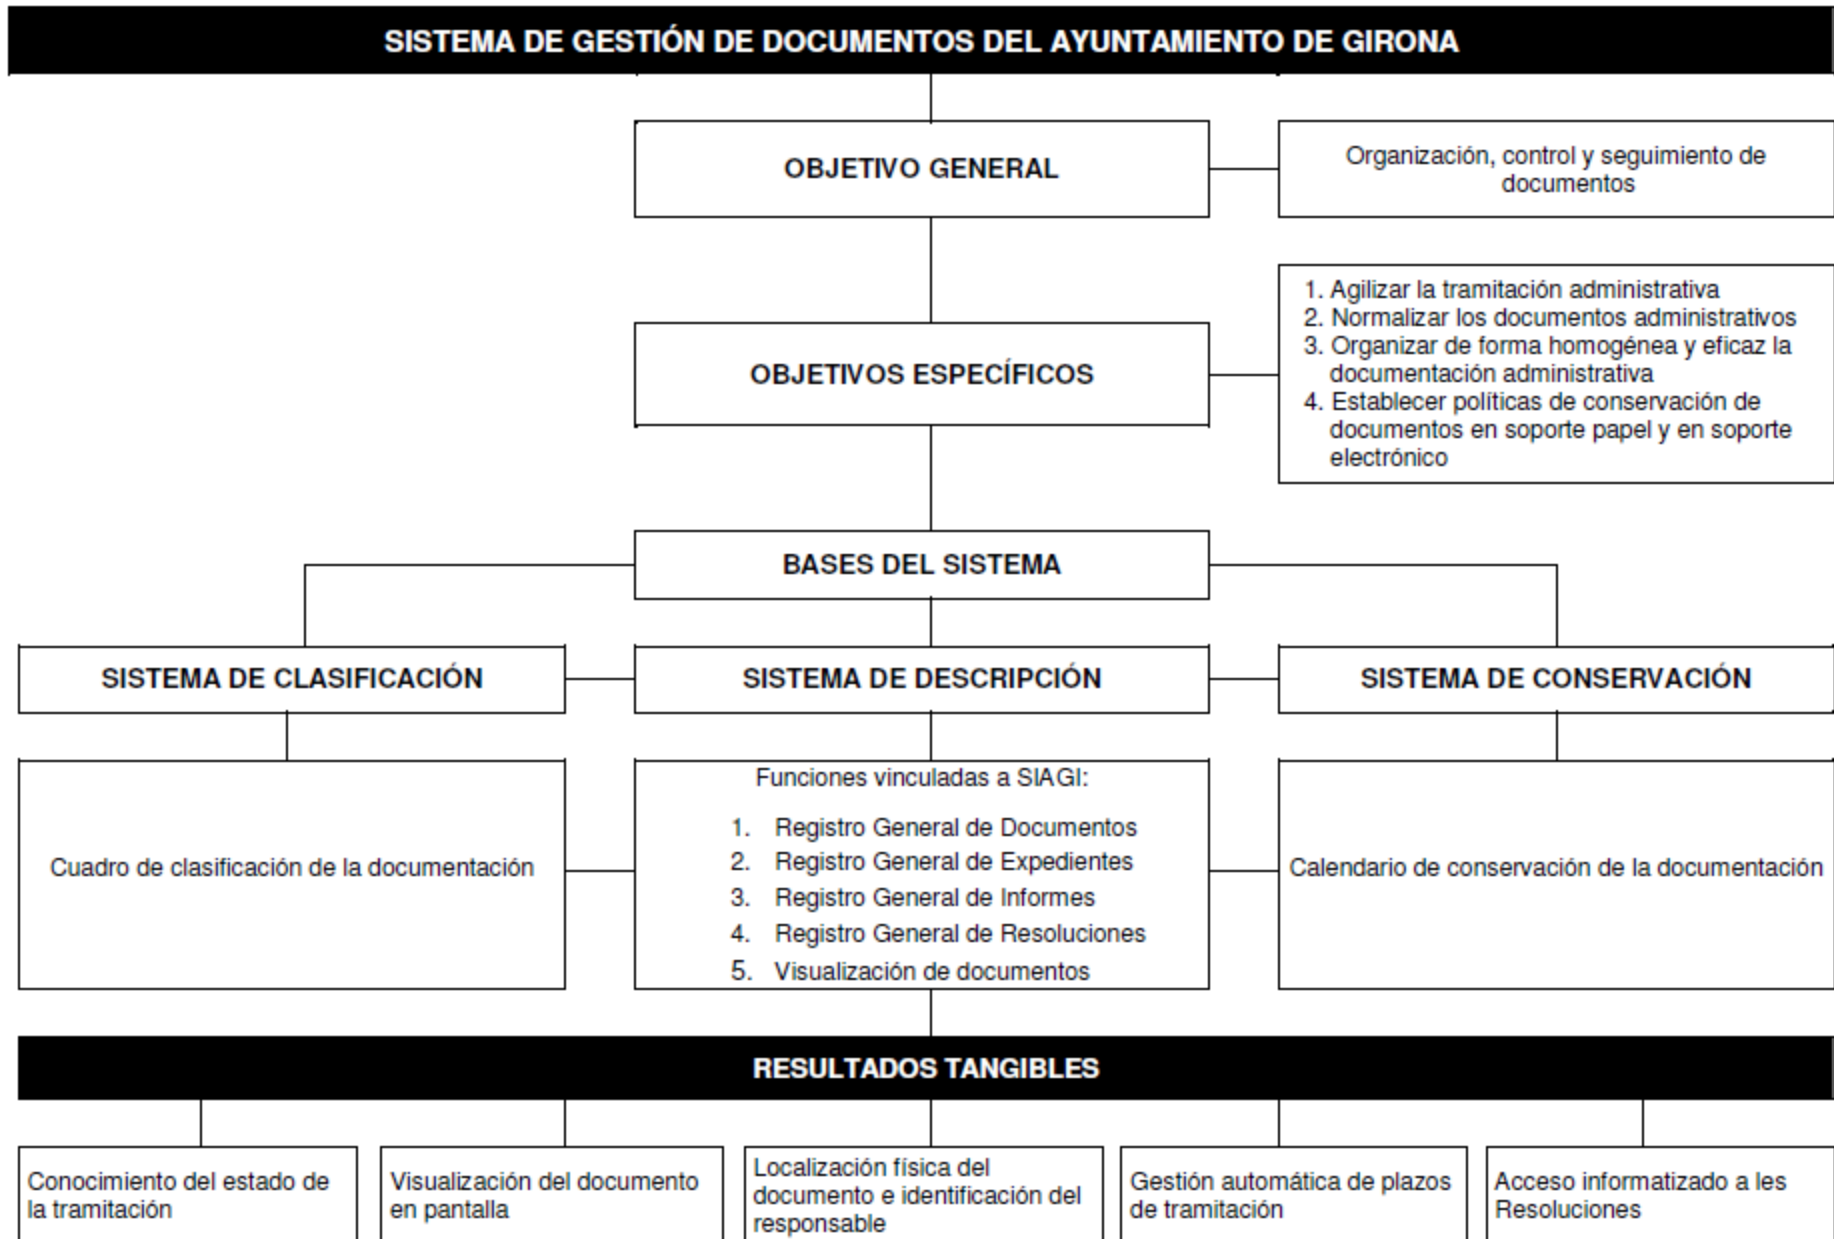 SISTEMA DE GESTIÓN DE DOCUMENTOS DEL AYUNTAMIENTO DE GIRONA
OBJETIVO GENERAL
Organización, control y seguimiento de
documentos
OBJETIVOS ESPECÍFICOS
1. Agilizar la tramitación administrativa
2. Normalizar los documentos administrativos
3. Organizar de forma homogénea y eficaz la
documentación administrativa
4. Establecer políticas de conservación de
documentos en soporte papel y en soporte
electrónico
BASES DEL SISTEMA
SISTEMA DE CLASIFICACIÓN
SISTEMA DE DESCRIPCIÓN
SISTEMA DE CONSERVACIÓN
Cuadro de clasificación de la documentación
Funciones vinculadas a SIAGI:
1. Registro General de Documentos
2. Registro General de Expedientes
3. Registro General de Informes
4. Registro General de Resoluciones
5. Visualización de documentos
Calendario de conservación de la documentación
RESULTADOS TANGIBLES
Conocimiento del estado de
la tramitación
Visualización del documento
en pantalla
Localización física del
documento e identificación del
responsable
Gestión automática de plazos
de tramitación
Acceso informatizado a les
Resoluciones